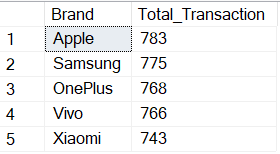 Brand Total_Transaction
1 Apple 783
2 Samsung 775
3 OnePlus 768
4 Vivo 766
5 Xiaomi 743